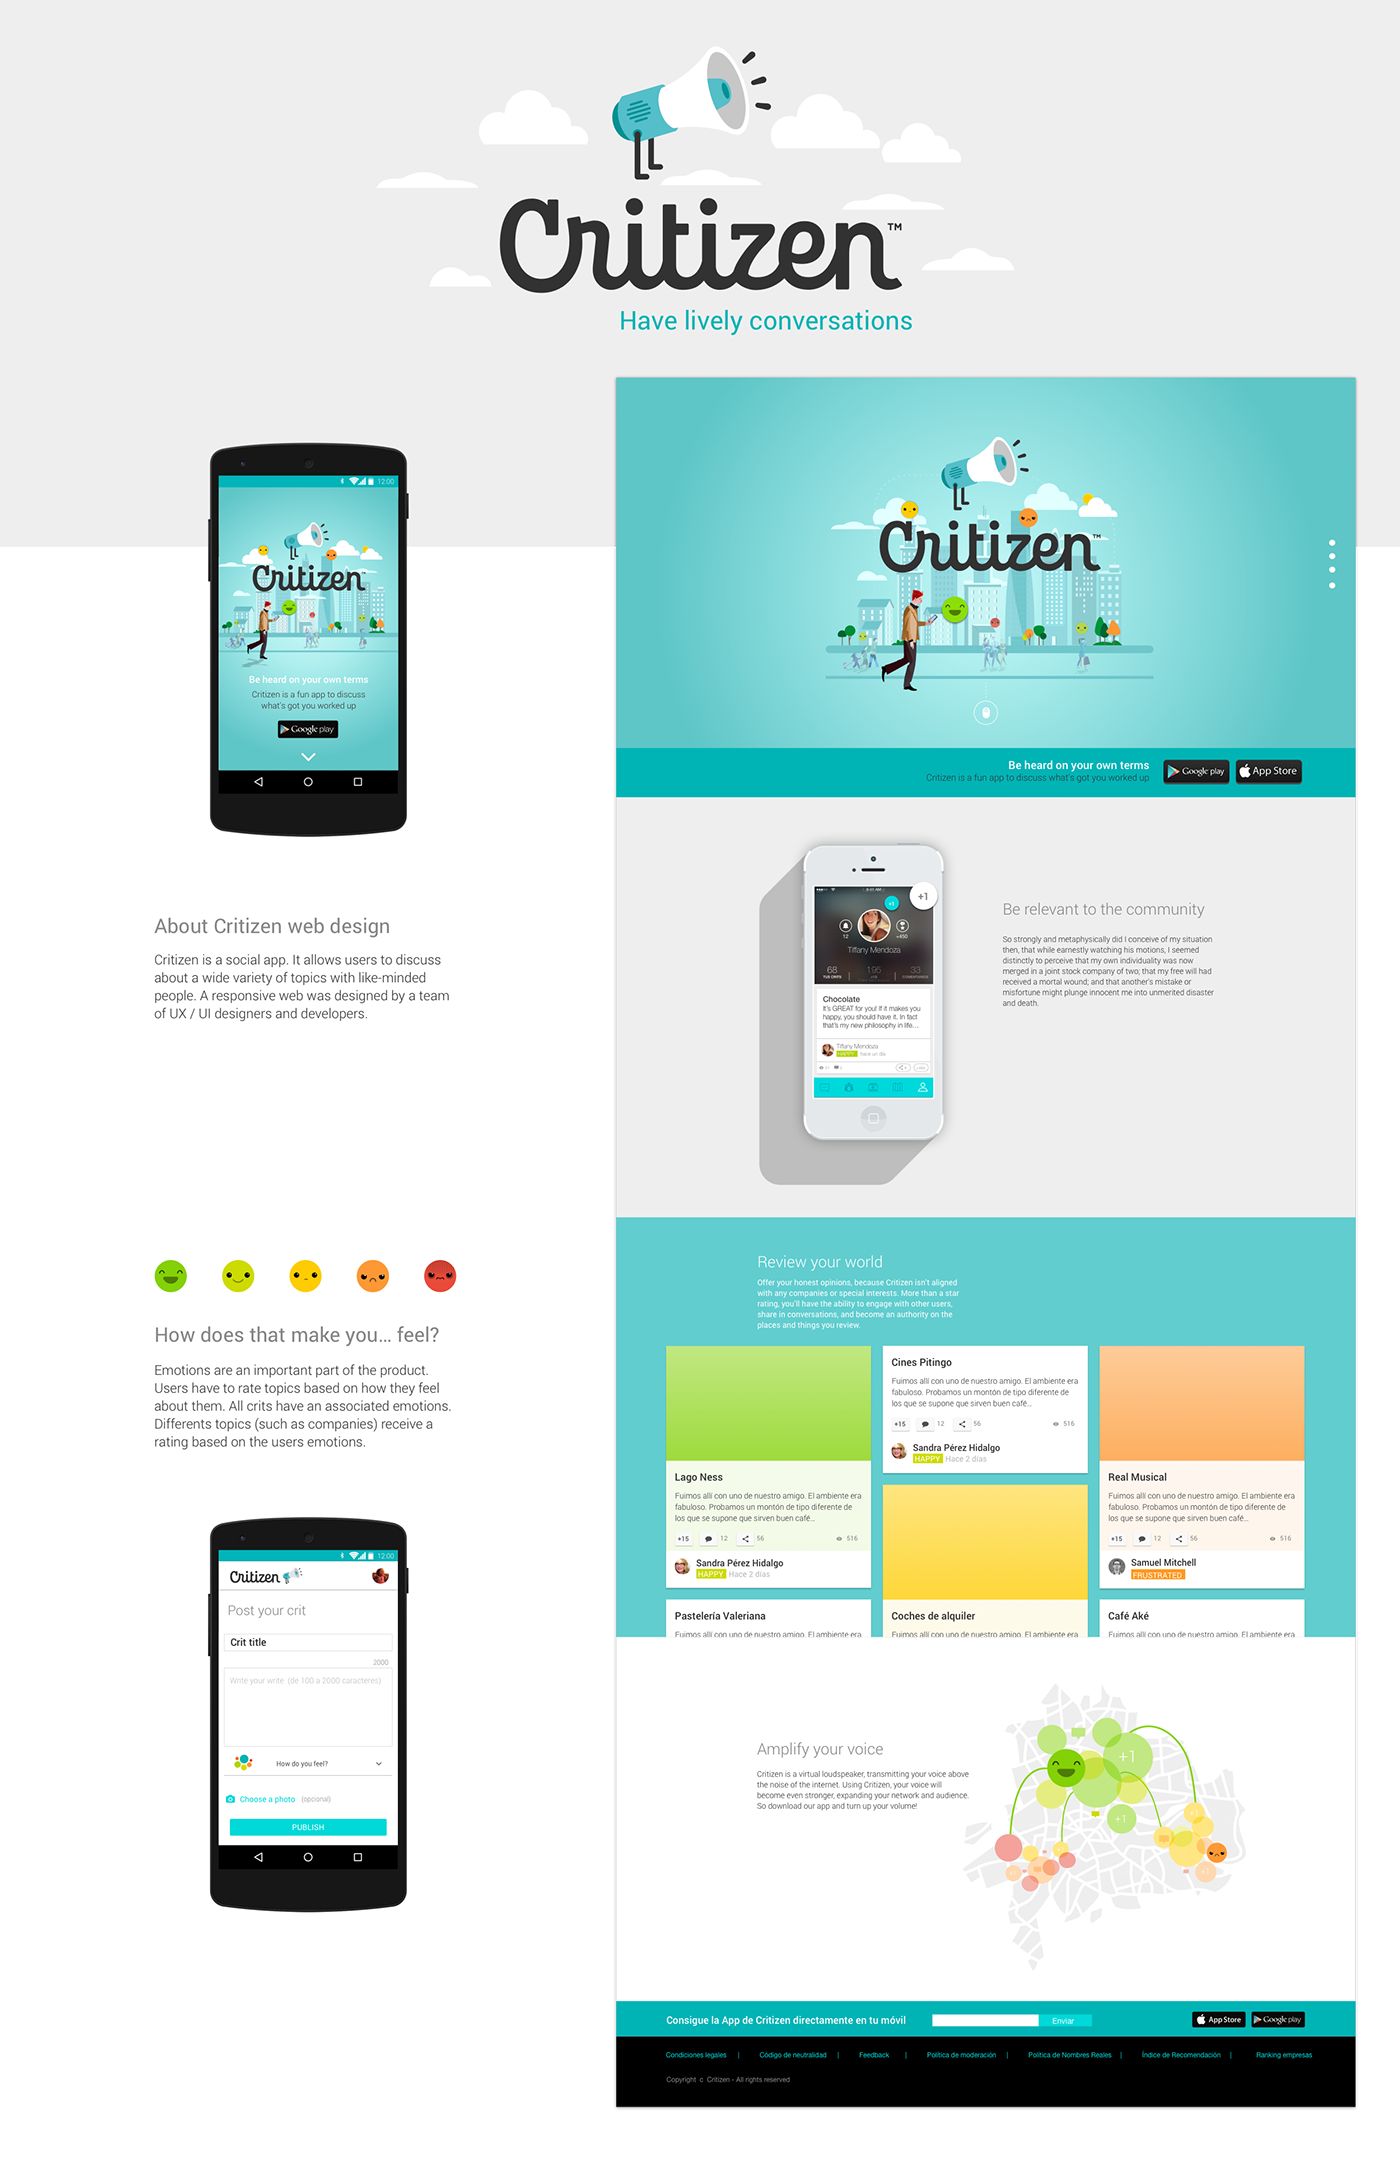 Critizen™
Have lively conversations
12:00
Critizen
Be heard on your own terms
Critizen is a fun app to discuss
what's got you worked up
Google play
About Critizen web design
Critizen is a social app. It allows users to discuss
about a wide variety of topics with like-minded
people. A responsive web was designed by a team
of UX / UI designers and developers.
How does that make you... feel?
Emotions are an important part of the product.
Users have to rate topics based on how they feel
about them. All crits have an associated emotions.
Differents topics (such as companies) receive a
rating based on the users emotions.
12:00
Critizen
Post your crit
Crit title
2000
Write your write (de 100 a 2000 caracteres)
How do you feel?
Choose a photo (opcional)
PUBLISH
Critizen™
Be heard on your own terms
Critizen is a fun app to discuss what's got you worked up
Google play
App Store
9:41 AM
+1
+1
12
+450
Tiffany Mendoza
68
195
33
TUS CRITS
COMENTARIOS
Chocolate
It's GREAT for you! If it makes you
happy, you should have it. In fact
that's my new philosophy in life...
Tiffany Mendoza
HAPPY hace un día
Be relevant to the community
So strongly and metaphysically did I conceive of my situation
then, that while earnestly watching his motions, I seemed
distinctly to perceive that my own individuality was now
merged in a joint stock company of two; that my free will had
received a mortal wound; and that another's mistake or
misfortune might plunge innocent me into unmerited disaster
and death.
Review your world
Offer your honest opinions, because Critizen isn't aligned
with any companies or special interests. More than a star
rating, you'll have the ability to engage with other users,
share in conversations, and become an authority on the
places and things you review.
Lago Ness
Fuimos allí con uno de nuestro amigo. El ambiente era
fabuloso. Probamos un montón de tipo diferente de
los que se supone que sirven buen café...
+15 12 56 516
Sandra Pérez Hidalgo
HAPPY Hace 2 días
Pastelería Valeriana
Fuimos allí con uno de nuestro amigo. El ambiente era
Cines Pitingo
Fuimos allí con uno de nuestro amigo. El ambiente era
fabuloso. Probamos un montón de tipo diferente de
los que se supone que sirven buen café...
+15 12 56 516
Sandra Pérez Hidalgo
HAPPY Hace 2 días
Coches de alquiler
Fuimos allí con uno de nuestro amigo. El ambiente era
Real Musical
Fuimos allí con uno de nuestro amigo. El ambiente era
fabuloso. Probamos un montón de tipo diferente de
los que se supone que sirven buen café...
+15 12 56 516
Samuel Mitchell
FRUSTRATED
Café Aké
Fuimos allí con uno de nuestro amigo. El ambiente era
Amplify your voice
Critizen is a virtual loudspeaker, transmitting your voice above
the noise of the internet. Using Critizen, your voice will
become even stronger, expanding your network and audience.
So download our app and turn up your volume!
+1
+1
+1
+1
+1
Consigue la App de Critizen directamente en tu móvil
Enviar
App Store
Google play
Condiciones legales | Código de neutralidad | Feedback | Política de moderación | Política de Nombres Reales | Índice de Recomendación | Ranking empresas
Copyright c Critizen - All rights reserved